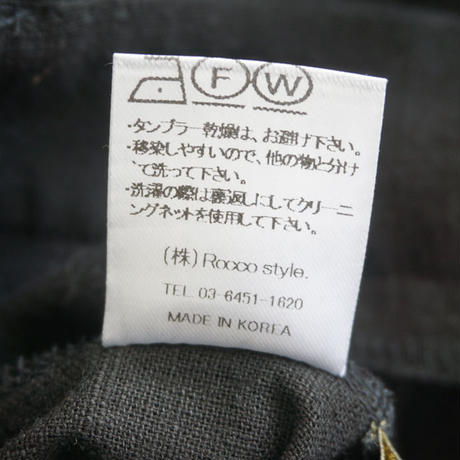 F W
・タンブラー乾燥は、お避け下さい。
・移染しやすいので、他の物と分け
て洗って下さい。
・洗濯の際は裏返しにしてクリーニ
ングネットを使用して下さい。
(株) Rocco style.
TEL 03-6451-1620
MADE IN KOREA